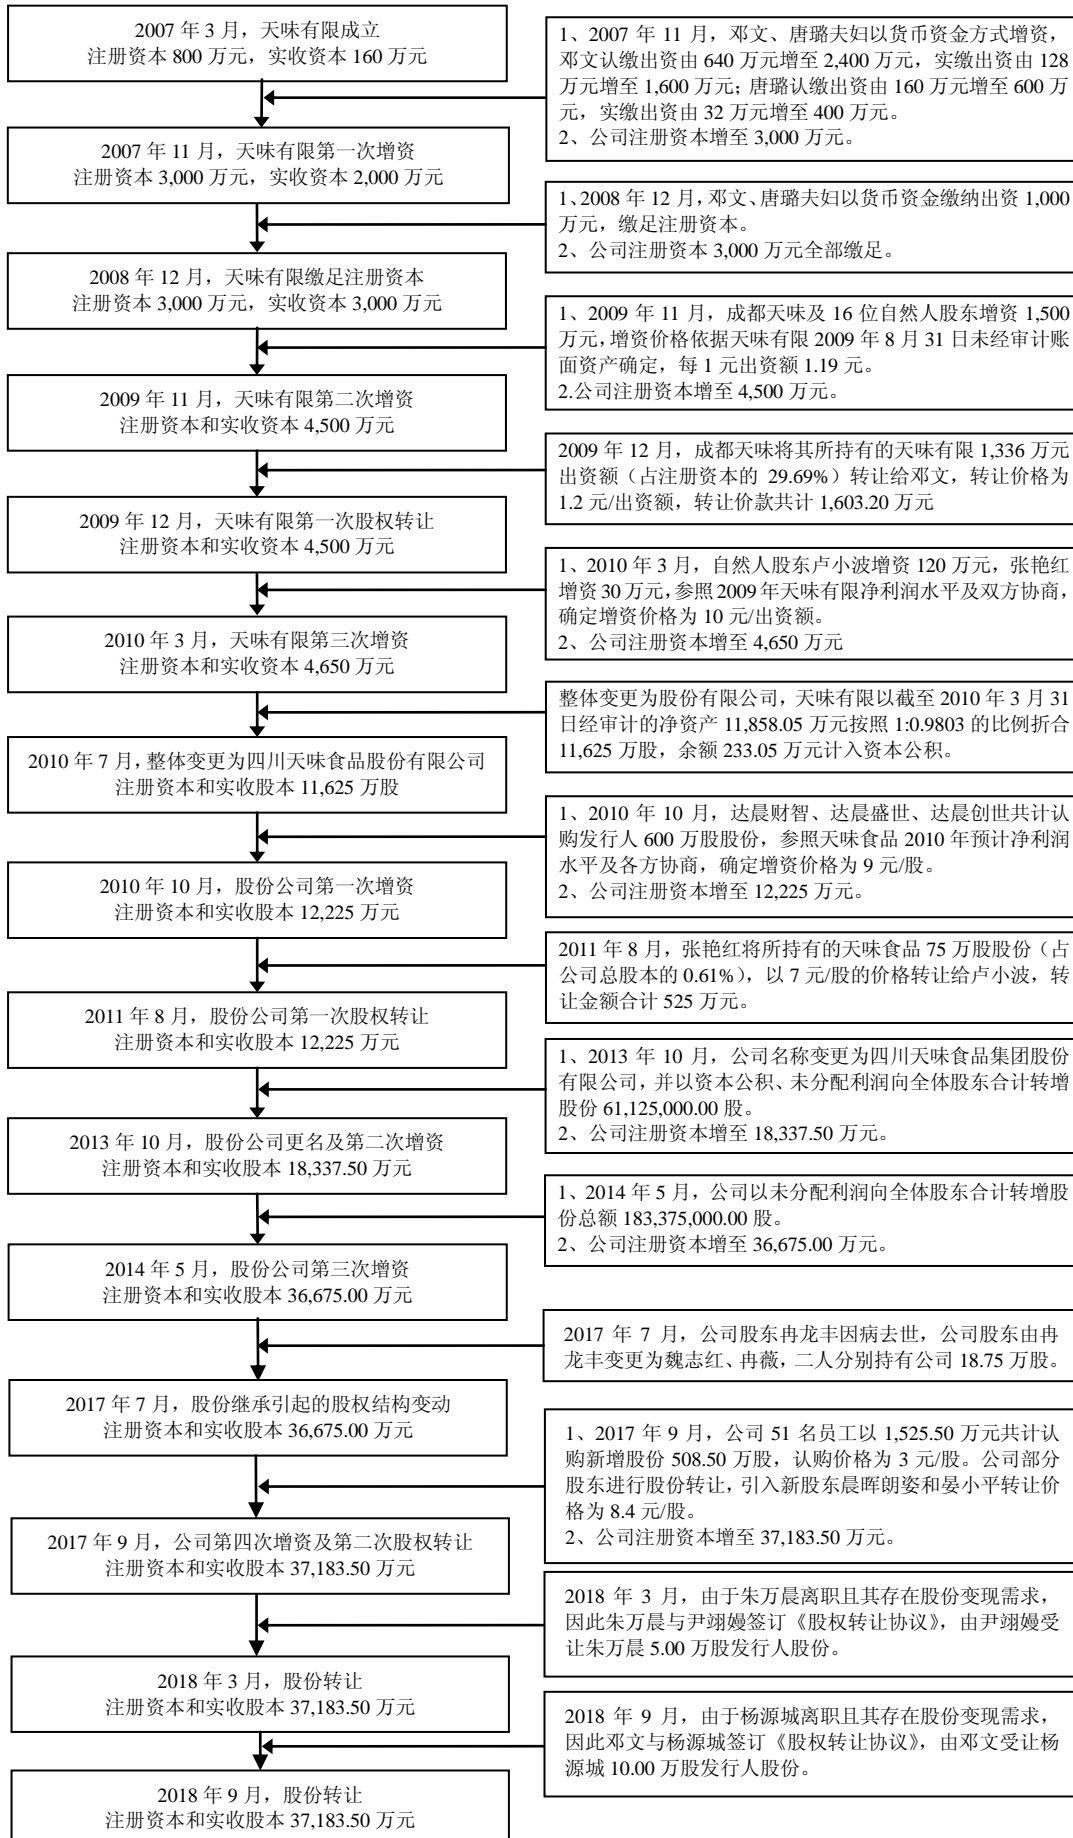 2007 年 3 月，天味有限成立
注册资本 800 万元，实收资本 160 万元
1、2007 年 11 月，邓文、唐璐夫妇以货币资金方式增资，
邓文认缴出资由 640 万元增至 2,400 万元，实缴出资由 128
万元增至 1,600 万元；唐璐认缴出资由 160 万元增至 600 万
元，实缴出资由 32 万元增至 400 万元。
2、公司注册资本增至 3,000 万元。
2007 年 11 月，天味有限第一次增资
注册资本 3,000 万元，实收资本 2,000 万元
1、2008 年 12 月，邓文、唐璐夫妇以货币资金缴纳出资 1,000
万元，缴足注册资本。
2、公司注册资本 3,000 万元全部缴足。
2008 年 12 月，天味有限缴足注册资本
注册资本 3,000 万元，实收资本 3,000 万元
1、2009 年 11 月，成都天味及 16 位自然人股东增资 1,500
万元，增资价格依据天味有限 2009 年 8 月 31 日未经审计账
面资产确定，每 1 元出资额 1.19 元。
2.公司注册资本增至 4,500 万元。
2009 年 11 月，天味有限第二次增资
注册资本和实收资本 4,500 万元
2009 年 12 月，成都天味将其所持有的天味有限 1,336 万元
出资额（占注册资本的 29.69%）转让给邓文，转让价格为
1.2 元/出资额，转让价款共计 1,603.20 万元
2009 年 12 月，天味有限第一次股权转让
注册资本和实收资本 4,500 万元
1、2010 年 3 月，自然人股东卢小波增资 120 万元，张艳红
增资 30 万元，参照 2009 年天味有限净利润水平及双方协商，
确定增资价格为 10 元/出资额。
2、公司注册资本增至 4,650 万元
2010 年 3 月，天味有限第三次增资
注册资本和实收资本 4,650 万元
整体变更为股份有限公司，天味有限以截至 2010 年 3 月 31
日经审计的净资产 11,858.05 万元按照 1:0.9803 的比例折合
11,625 万股，余额 233.05 万元计入资本公积。
2010 年 7 月，整体变更为四川天味食品股份有限公司
注册资本和实收股本 11,625 万股
1、2010 年 10 月，达晨财智、达晨盛世、达晨创世共计认
购发行人 600 万股股份，参照天味食品 2010 年预计净利润
水平及各方协商，确定增资价格为 9 元/股。
2、公司注册资本增至 12,225 万元。
2010 年 10 月，股份公司第一次增资
注册资本和实收股本 12,225 万元
2011 年 8 月，张艳红将所持有的天味食品 75 万股股份（占
公司总股本的 0.61%），以 7 元/股的价格转让给卢小波，转
让金额合计 525 万元。
2011 年 8 月，股份公司第一次股权转让
注册资本和实收股本 12,225 万元
1、2013 年 10 月，公司名称变更为四川天味食品集团股份
有限公司，并以资本公积、未分配利润向全体股东合计转增
股份 61,125,000.00 股。
2、公司注册资本增至 18,337.50 万元。
2013 年 10 月，股份公司更名及第二次增资
注册资本和实收股本 18,337.50 万元
1、2014 年 5 月，公司以未分配利润向全体股东合计转增股
份总额 183,375,000.00 股。
2、公司注册资本增至 36,675.00 万元。
2014 年 5 月，股份公司第三次增资
注册资本和实收股本 36,675.00 万元
2017 年 7 月，公司股东冉龙丰因病去世，公司股东由冉
龙丰变更为魏志红、冉薇，二人分别持有公司 18.75 万股。
2017 年 7 月，股份继承引起的股权结构变动
注册资本和实收股本 36,675.00 万元
1、2017 年 9 月，公司 51 名员工以 1,525.50 万元共计认
购新增股份 508.50 万股，认购价格为 3 元/股。公司部分
股东进行股份转让，引入新股东晨晖朗姿和晏小平转让价
格为 8.4 元/股。
2、公司注册资本增至 37,183.50 万元。
2017 年 9 月，公司第四次增资及第二次股权转让
注册资本和实收股本 37,183.50 万元
2018 年 3 月，由于朱万晨离职且其存在股份变现需求，
因此朱万晨与尹翊嫚签订《股权转让协议》，由尹翊嫚受
让朱万晨 5.00 万股发行人股份。
2018 年 3 月，股份转让
注册资本和实收股本 37,183.50 万元
2018 年 9 月，由于杨源城离职且其存在股份变现需求，
因此邓文与杨源城签订《股权转让协议》，由邓文受让杨
源城 10.00 万股发行人股份。
2018 年 9 月，股份转让
注册资本和实收股本 37,183.50 万元